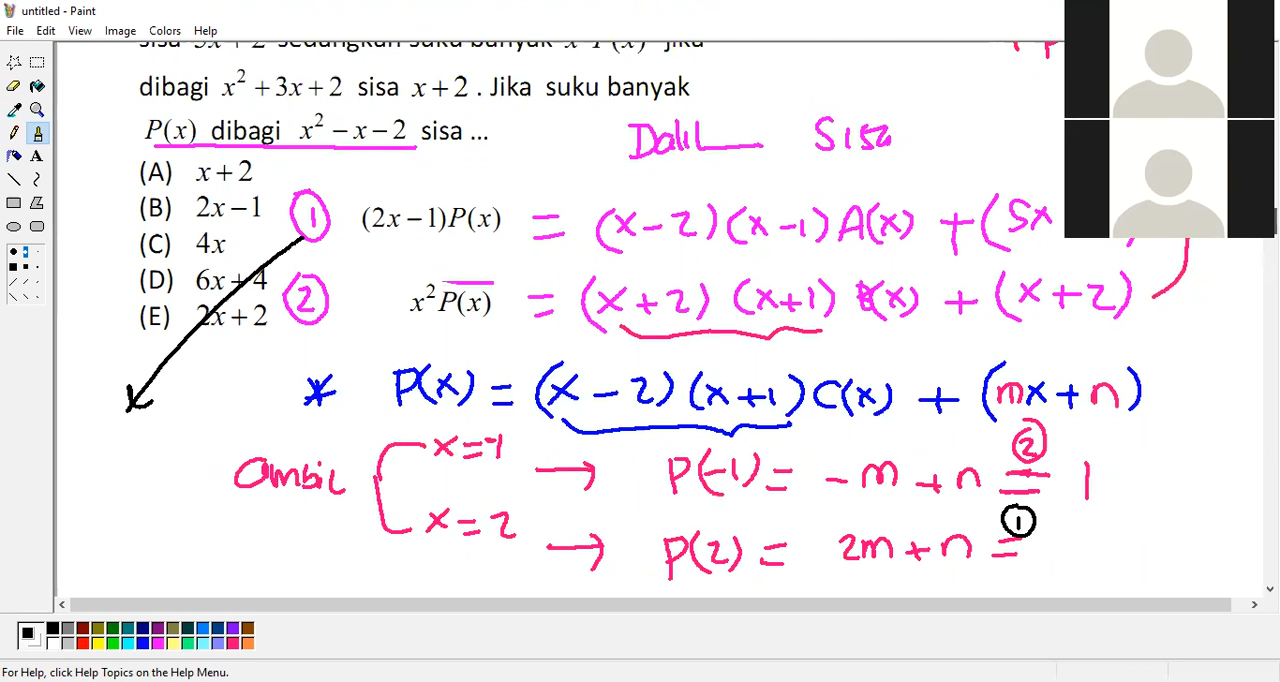 untitled - Paint
File Edit View Image Colors Help
dibagi x² + 3x + 2 sisa x + 2 . Jika suku banyak
P(x) dibagi x² − x − 2 sisa ...
Dalil Sisa
(A) x + 2
(B) 2x − 1
(C) 4x
(D) 6x + 4
(E) 2x + 2
① (2x − 1)P(x) = (x − 2)(x − 1) A(x) + (5x
② x² P(x) = (x + 2) (x + 1) (x) + (x + 2)
* P(x) = (x − 2)(x + 1) C(x) + (mx + n)
Ambil x = -1 → P(-1) = - m + n = ② 1
x = 2 → P(2) = 2m + n = ①
For Help, click Help Topics on the Help Menu.